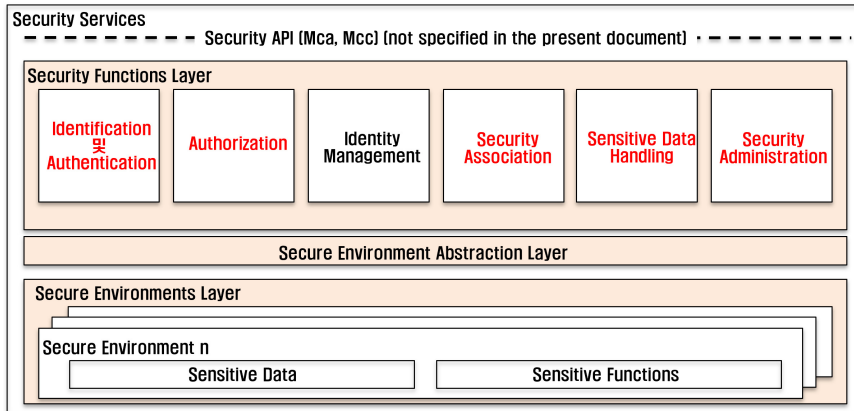 Security Services
Security API (Mca, Mcc) (not specified in the present document)
Security Functions Layer
Identification
및
Authentication
Authorization
Identity
Management
Security
Association
Sensitive Data
Handling
Security
Administration
Secure Environment Abstraction Layer
Secure Environments Layer
Secure Environment n
Sensitive Data
Sensitive Functions